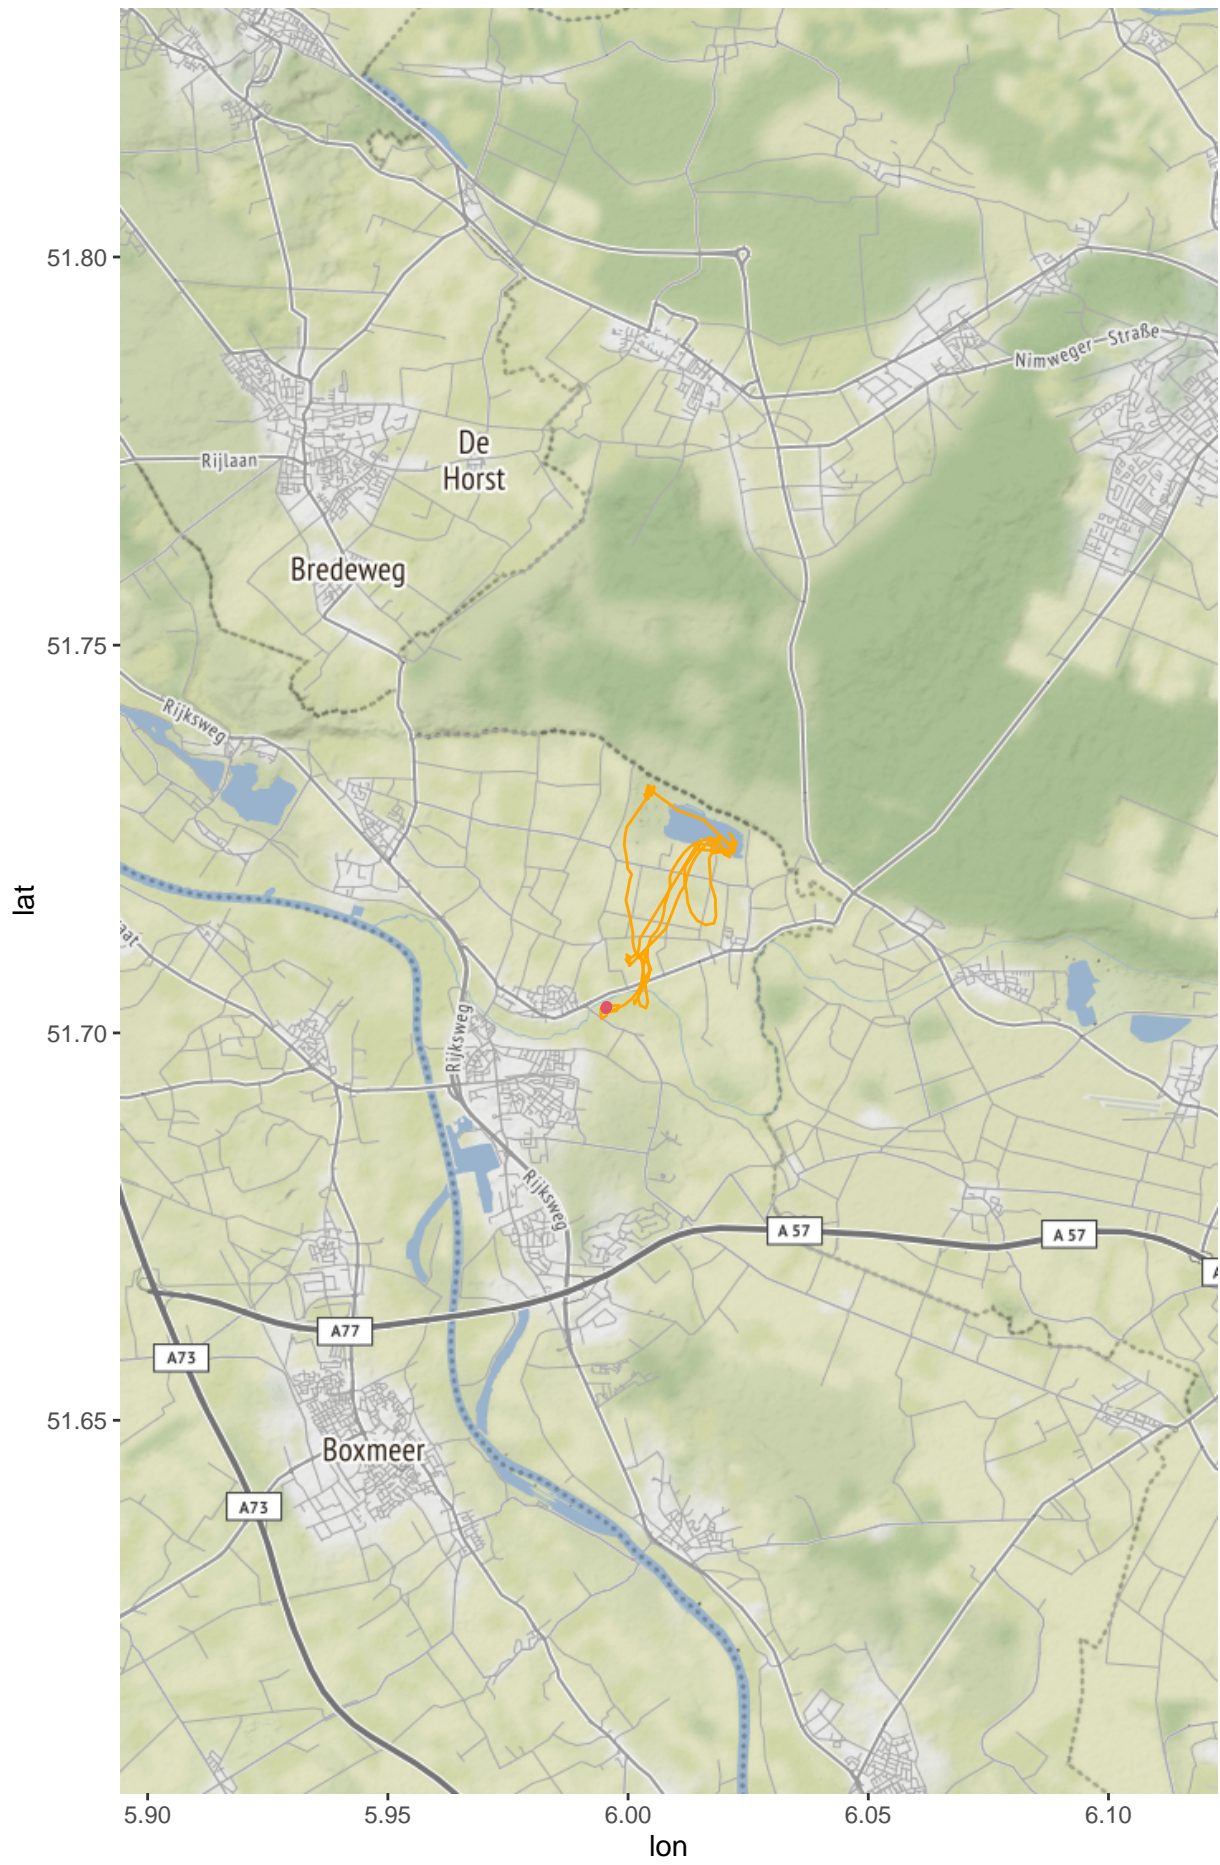 51.80
Nimweger Straße
De
Horst
Rijlaan
Bredeweg
51.75
Rijksweg
lat
aat
51.70
Rijksweg
Rijksweg
A 57
A 57
A
A77
A73
51.65
Boxmeer
A73
5.90
5.95
6.00
6.05
6.10
lon